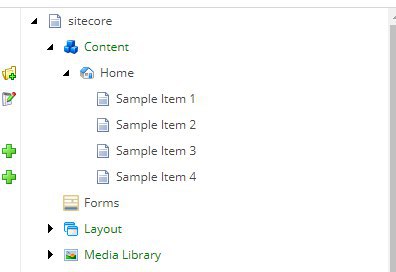 sitecore
Content
Home
Sample Item 1
Sample Item 2
Sample Item 3
Sample Item 4
Forms
Layout
Media Library